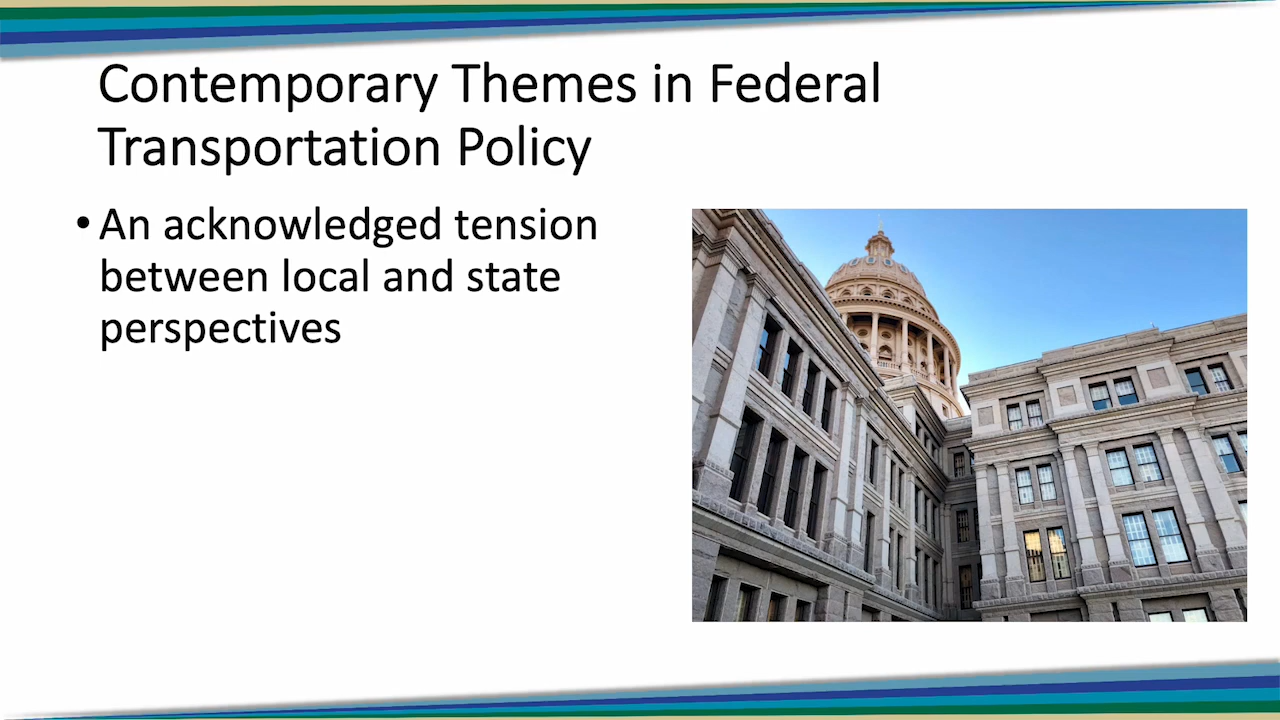 Contemporary Themes in Federal
Transportation Policy
• An acknowledged tension
between local and state
perspectives